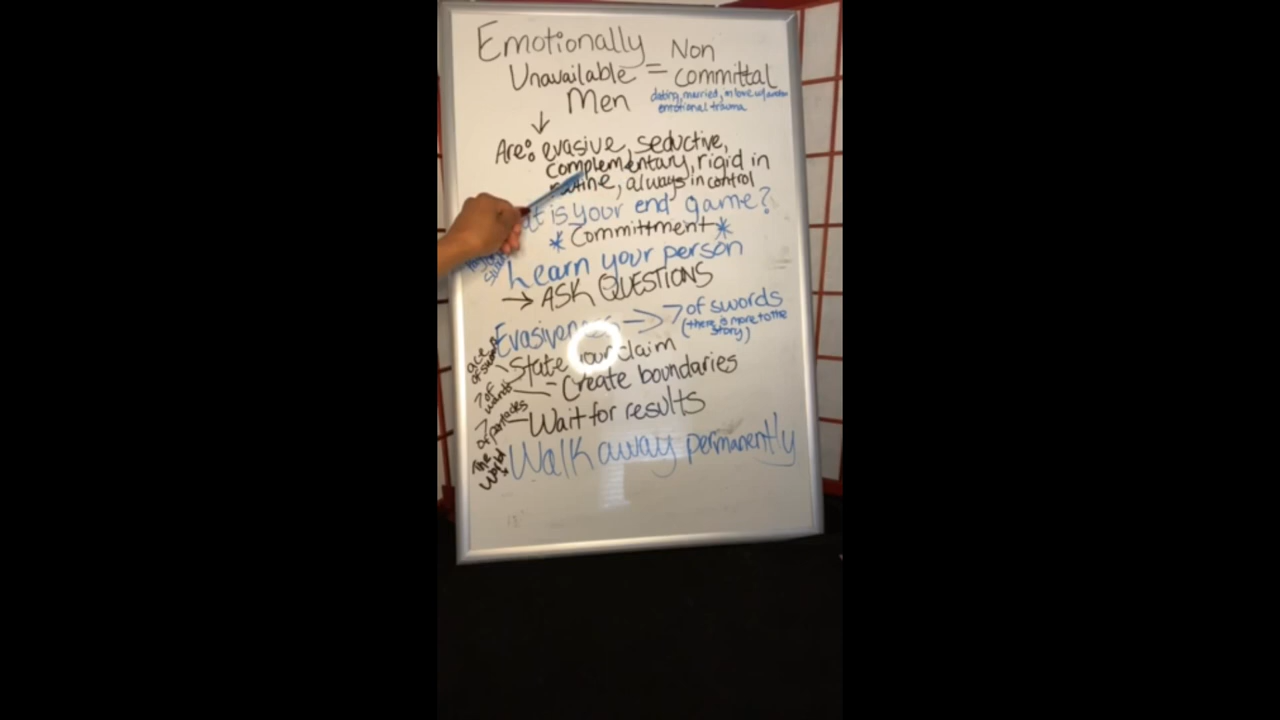 Emotionally
Unavailable = Non committal
Men
dating, married, in love w/ another
emotional trauma
↓
Are: evasive, seductive,
complementary, rigid in
routine, always in control
is your end game?
* Committment *
Learn your person
→ ASK QUESTIONS
→ 7 of swords
(there is more to the
story)
ace of swords
State your claim
7 of wands
- Create boundaries
7 of pentacles
- Wait for results
The World
Walk away permanently